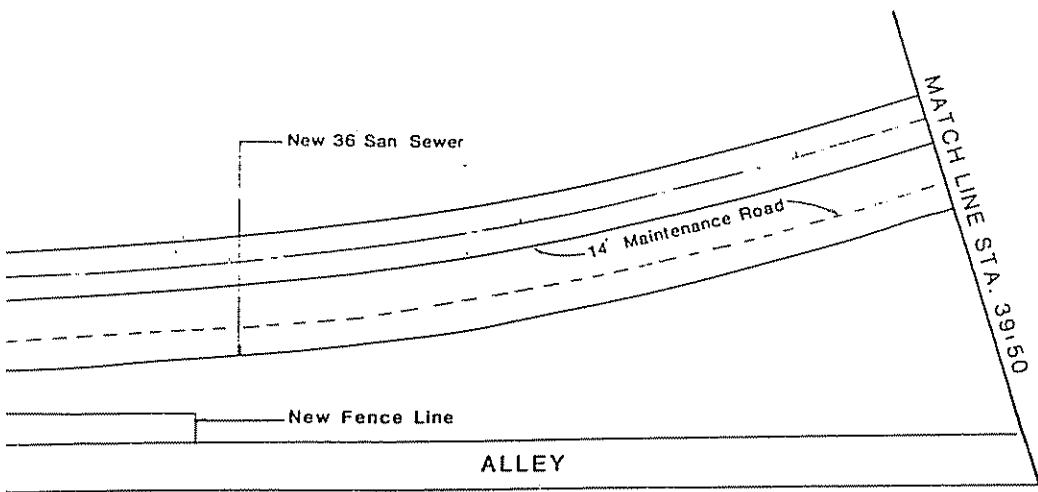 New 36 San Sewer
14' Maintenance Road
MATCH LINE STA. 39+50
New Fence Line
ALLEY